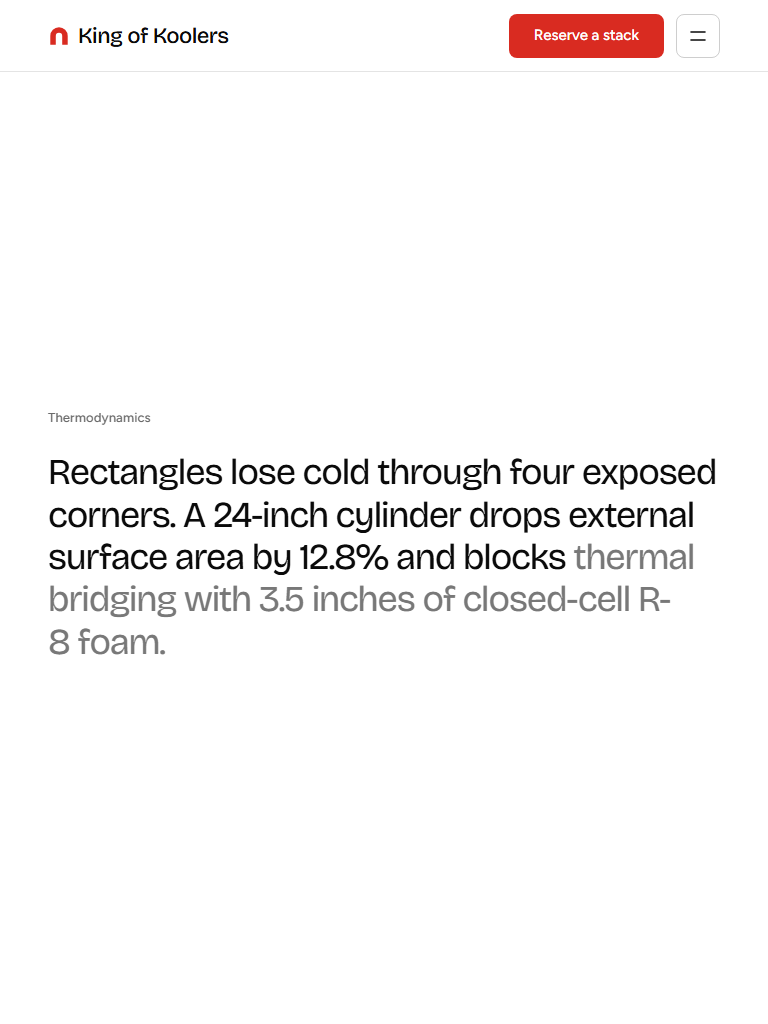 King of Koolers
Reserve a stack
Thermodynamics
Rectangles lose cold through four exposed
corners. A 24-inch cylinder drops external
surface area by 12.8% and blocks thermal
bridging with 3.5 inches of closed-cell R-
8 foam.